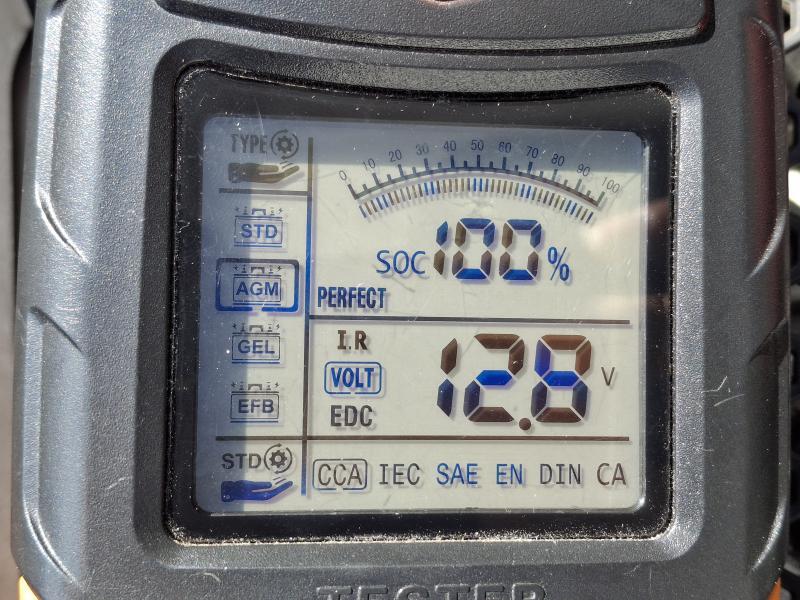 TYPE
0 10 20 30 40 50 60 70 80 90 100
STD
SOC 100 %
AGM
PERFECT
GEL
I.R
VOLT
12.8 V
EFB
EDC
STD
CCA IEC SAE EN DIN CA
TESTER